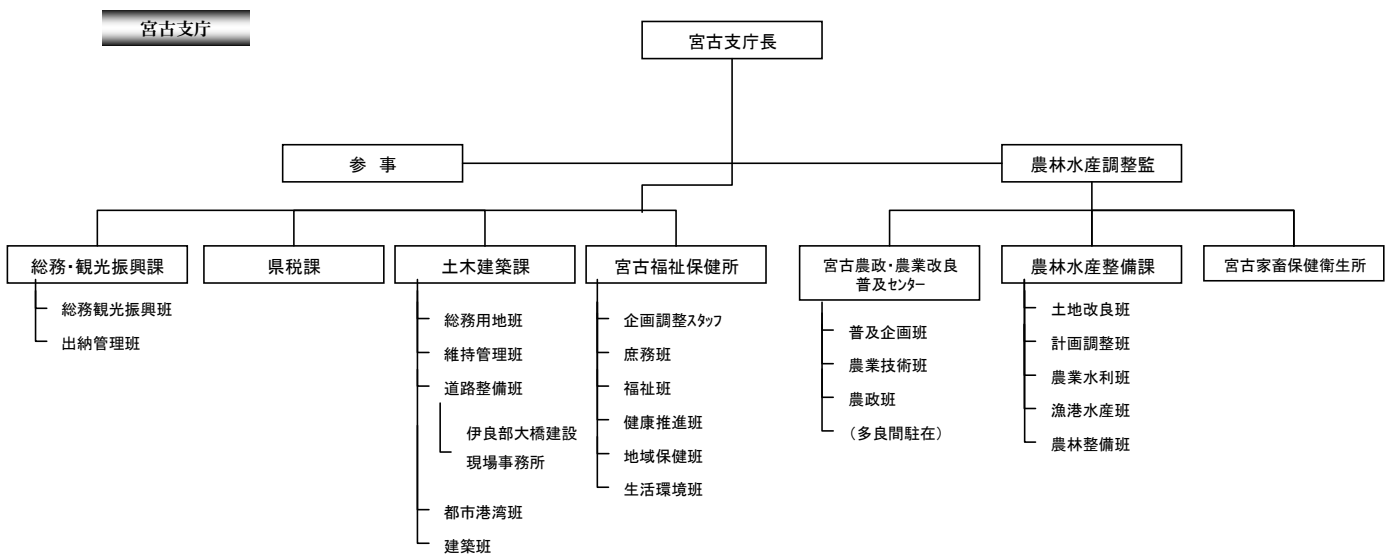 宮古支庁
宮古支庁長
参 事
農林水産調整監
総務・観光振興課
総務観光振興班
出納管理班
県税課
土木建築課
総務用地班
維持管理班
道路整備班
伊良部大橋建設
現場事務所
都市港湾班
建築班
宮古福祉保健所
企画調整スタッフ
庶務班
福祉班
健康推進班
地域保健班
生活環境班
宮古農政・農業改良
普及センター
普及企画班
農業技術班
農政班
(多良間駐在)
農林水産整備課
土地改良班
計画調整班
農業水利班
漁港水産班
農林整備班
宮古家畜保健衛生所